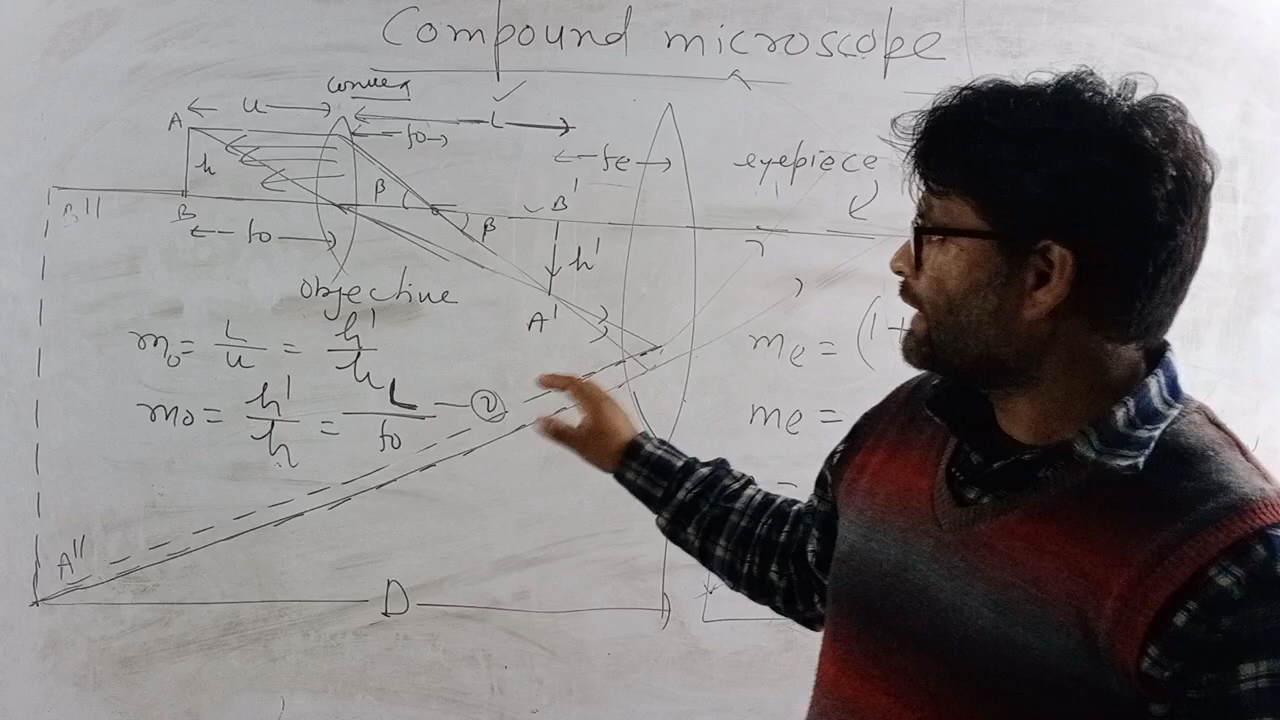 Compound microscope
convex
← u →
← L →
← fo →
A
h
← fe →
eyepiece
β
B'
B''
B
β
← fo →
h'
objective
A'
mo = L/u = h'/h
me = (1+
mo = h'/h = L/fo — ②
me =
=
A''
D